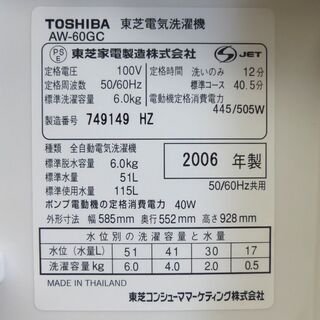 TOSHIBA 東芝電気洗濯機
AW-60GC
PS E 東芝家電製造株式会社 S JET
定格電圧 100V 定格時間 洗いのみ 12分
定格周波数 50/60Hz 標準コース 40.5分
標準洗濯容量 6.0kg 電動機定格消費電力
445/505W
製造番号 749149 HZ
種類 全自動電気洗濯機
標準脱水容量 6.0kg 2006 年製
標準水量 51L
標準使用水量 115L 50/60Hz共用
ポンプ電動機の定格消費電力 40W
外形寸法 幅585mm 奥行552mm 高さ928mm
水位別の洗濯容量と水量
水位(水量L) 51 41 30 17
洗濯容量kg 6.0 4.0 2.0 0.5
MADE IN THAILAND
東芝コンシューママーケティング株式会社